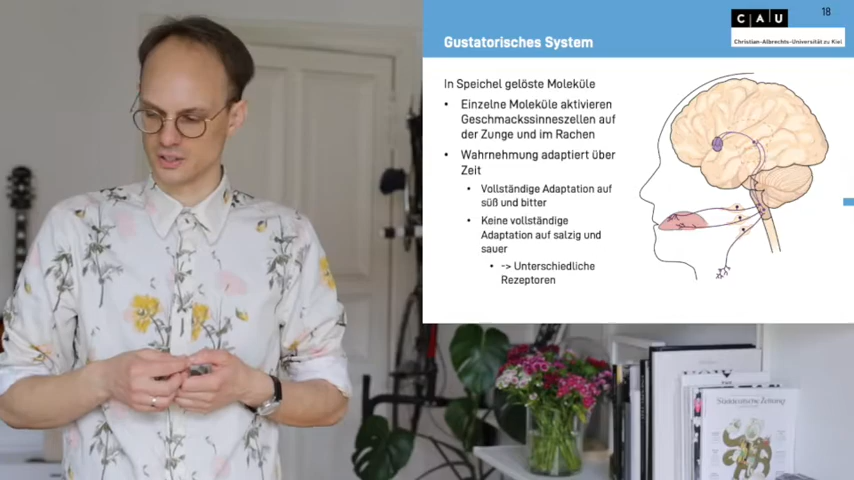 18
C A U
Christian-Albrechts-Universität zu Kiel
Gustatorisches System
In Speichel gelöste Moleküle
• Einzelne Moleküle aktivieren
Geschmackssinneszellen auf
der Zunge und im Rachen
• Wahrnehmung adaptiert über
Zeit
• Vollständige Adaptation auf
süß und bitter
• Keine vollständige
Adaptation auf salzig und
sauer
• -> Unterschiedliche
Rezeptoren
Süddeutsche Zeitung